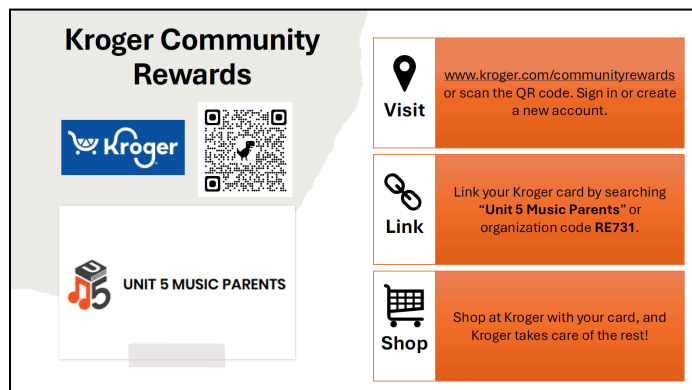 Kroger Community
Rewards
Kroger
U
5
UNIT 5 MUSIC PARENTS
Visit
www.kroger.com/communityrewards
or scan the QR code. Sign in or create
a new account.
Link
Link your Kroger card by searching
“Unit 5 Music Parents” or
organization code RE731.
Shop
Shop at Kroger with your card, and
Kroger takes care of the rest!